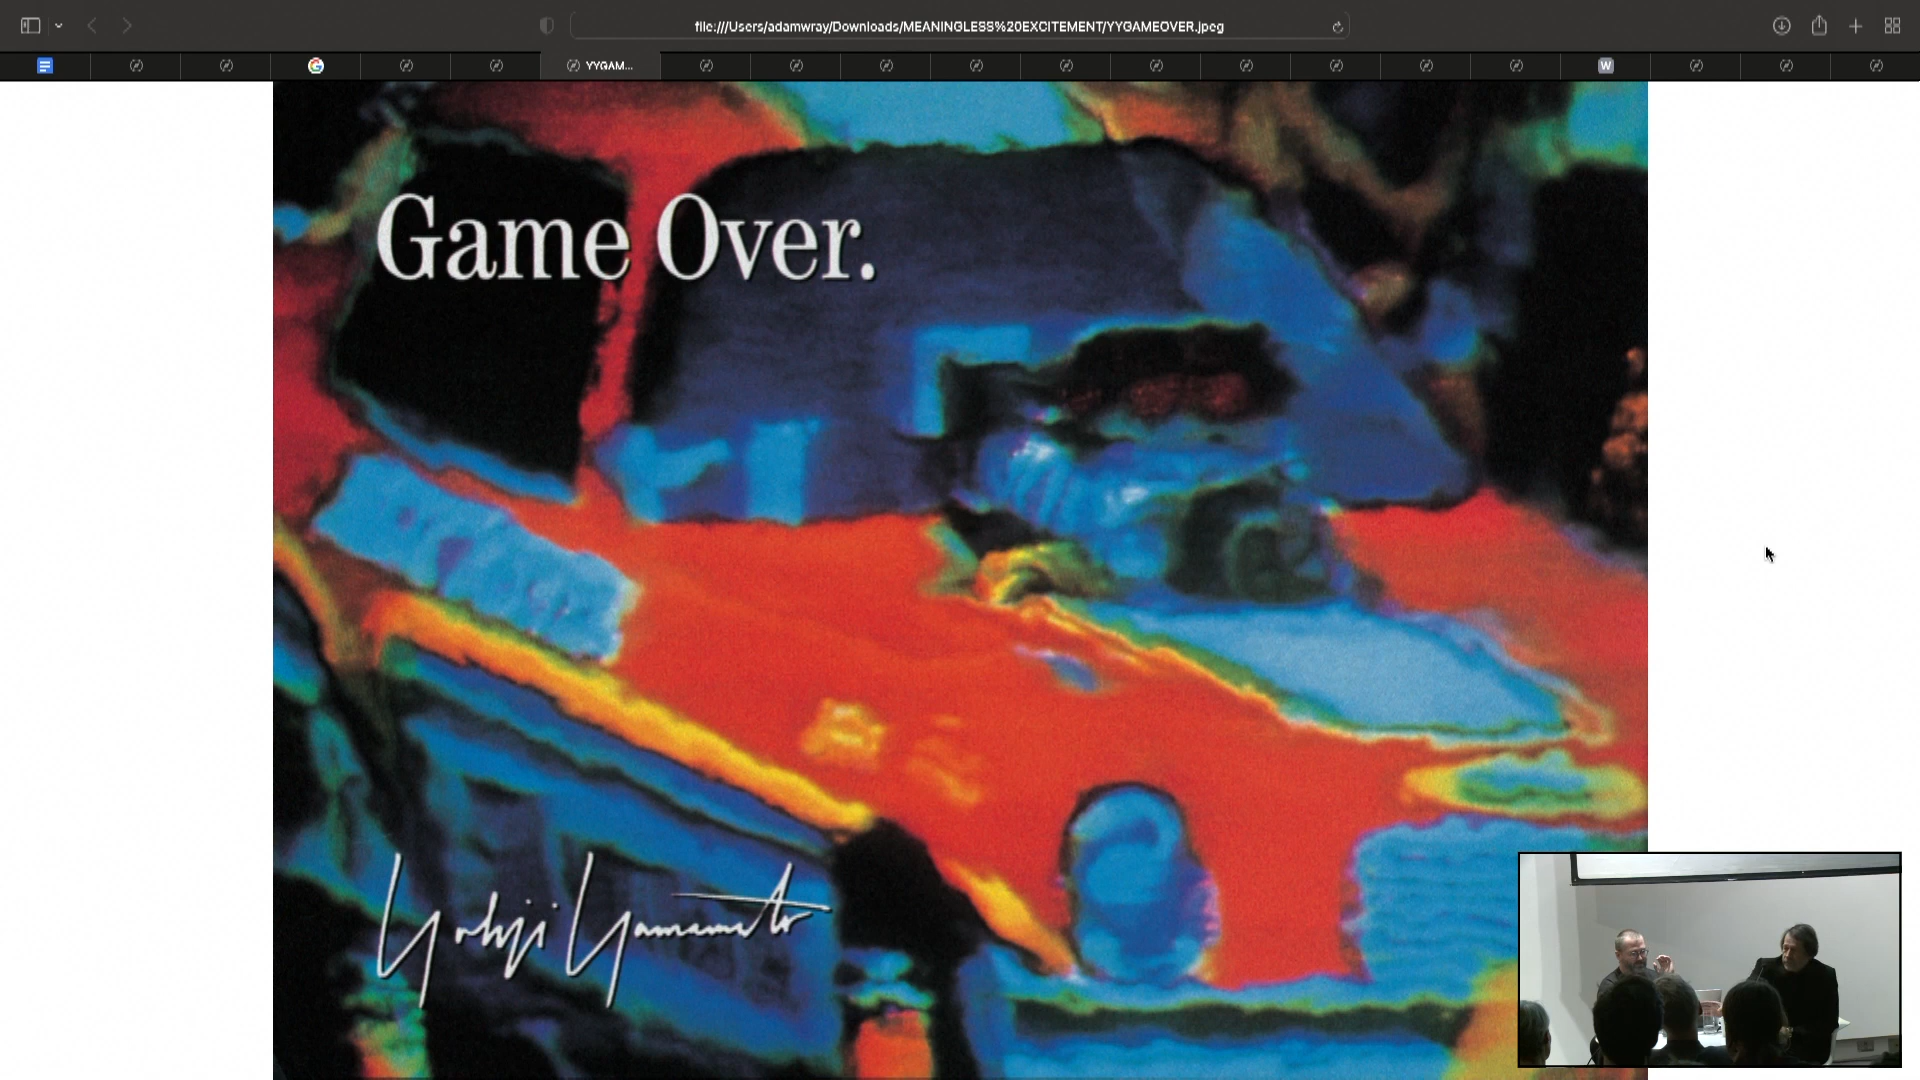 file:///Users/adamwray/Downloads/MEANINGLESS%20EXCITEMENT/YYGAMEOVER.jpeg
YYGAM...
W
Game Over.
Yohji Yamamoto